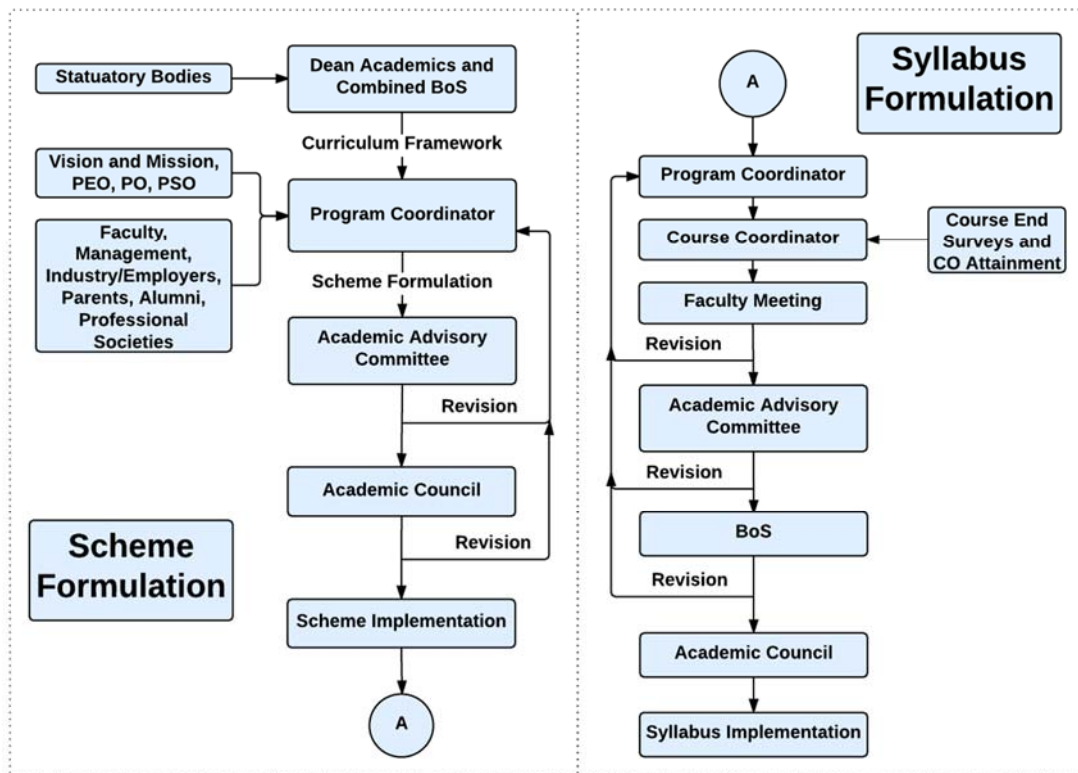 Statuatory Bodies
Dean Academics and
Combined BoS
Curriculum Framework
Vision and Mission,
PEO, PO, PSO
Program Coordinator
Faculty,
Management,
Industry/Employers,
Parents, Alumni,
Professional
Societies
Scheme Formulation
Academic Advisory
Committee
Revision
Academic Council
Revision
Scheme
Formulation
Scheme Implementation
A
A
Syllabus
Formulation
Program Coordinator
Course Coordinator
Course End
Surveys and
CO Attainment
Faculty Meeting
Revision
Academic Advisory
Committee
Revision
BoS
Revision
Academic Council
Syllabus Implementation